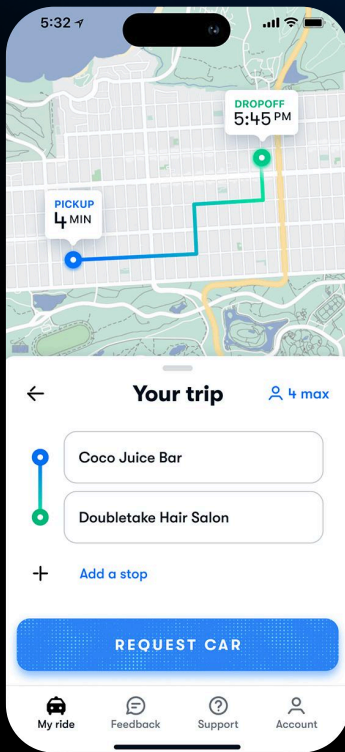 5:32
DROPOFF
5:45 PM
PICKUP
4 MIN
Your trip
4 max
Coco Juice Bar
Doubletake Hair Salon
Add a stop
REQUEST CAR
My ride
Feedback
Support
Account